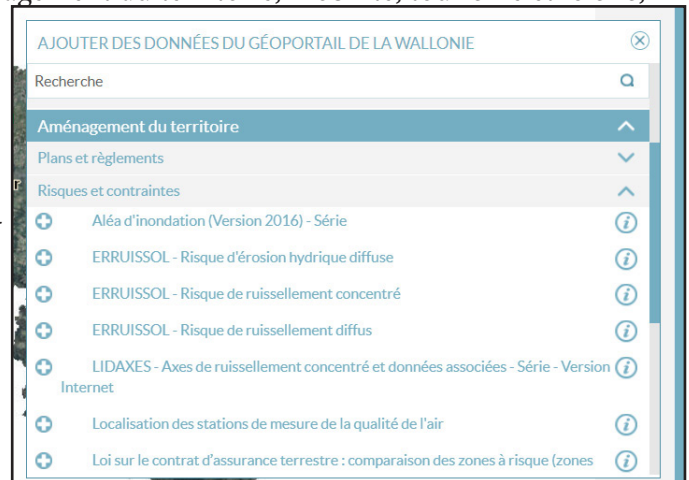 AJOUTER DES DONNÉES DU GÉOPORTAIL DE LA WALLONIE
Recherche
Aménagement du territoire
Plans et règlements
Risques et contraintes
Aléa d'inondation (Version 2016) - Série
ERRUISSOL - Risque d'érosion hydrique diffuse
ERRUISSOL - Risque de ruissellement concentré
ERRUISSOL - Risque de ruissellement diffus
LIDAXES - Axes de ruissellement concentré et données associées - Série - Version
Internet
Localisation des stations de mesure de la qualité de l'air
Loi sur le contrat d'assurance terrestre : comparaison des zones à risque (zones